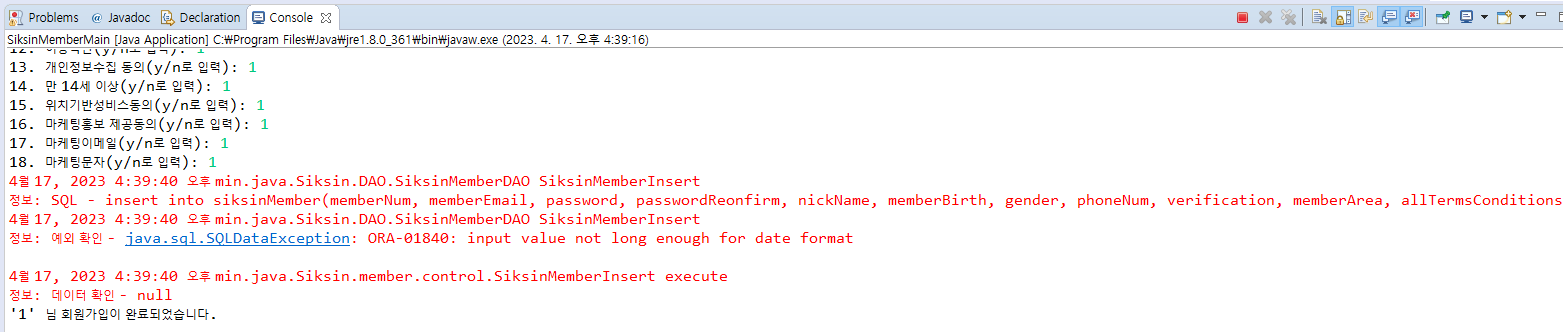 Problems @ Javadoc Declaration Console
SiksinMemberMain [Java Application] C:₩Program Files₩Java₩jre1.8.0_361₩bin₩javaw.exe (2023. 4. 17. 오후 4:39:16)
12. (y/n로 입력): 1
13. 개인정보수집 동의(y/n로 입력): 1
14. 만 14세 이상(y/n로 입력): 1
15. 위치기반성비스동의(y/n로 입력): 1
16. 마케팅홍보 제공동의(y/n로 입력): 1
17. 마케팅이메일(y/n로 입력): 1
18. 마케팅문자(y/n로 입력): 1
4월 17, 2023 4:39:40 오후 min.java.Siksin.DAO.SiksinMemberDAO SiksinMemberInsert
정보: SQL - insert into siksinMember(memberNum, memberEmail, password, passwordReonfirm, nickName, memberBirth, gender, phoneNum, verification, memberArea, allTermsConditions
4월 17, 2023 4:39:40 오후 min.java.Siksin.DAO.SiksinMemberDAO SiksinMemberInsert
정보: 예외 확인 - java.sql.SQLDataException: ORA-01840: input value not long enough for date format
4월 17, 2023 4:39:40 오후 min.java.Siksin.member.control.SiksinMemberInsert execute
정보: 데이터 확인 - null
'1' 님 회원가입이 완료되었습니다.